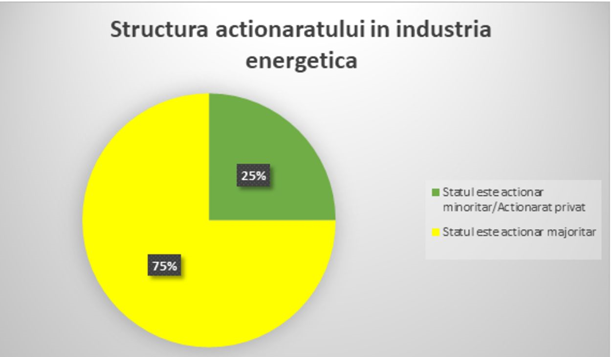 Structura actionaratului in industria
energetica
25%
75%
Statul este actionar
minoritar/Actionarat privat
Statul este actionar majoritar